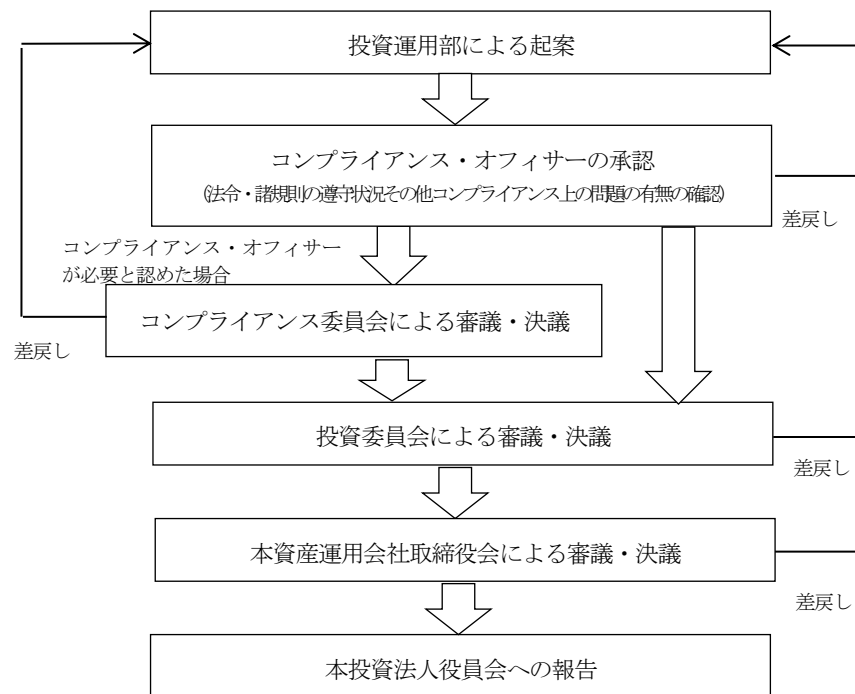 投資運用部による起案
コンプライアンス・オフィサーの承認
(法令・諸規則の遵守状況その他コンプライアンス上の問題の有無の確認)
差戻し
コンプライアンス・オフィサー
が必要と認めた場合
コンプライアンス委員会による審議・決議
差戻し
投資委員会による審議・決議
差戻し
本資産運用会社取締役会による審議・決議
差戻し
本投資法人役員会への報告